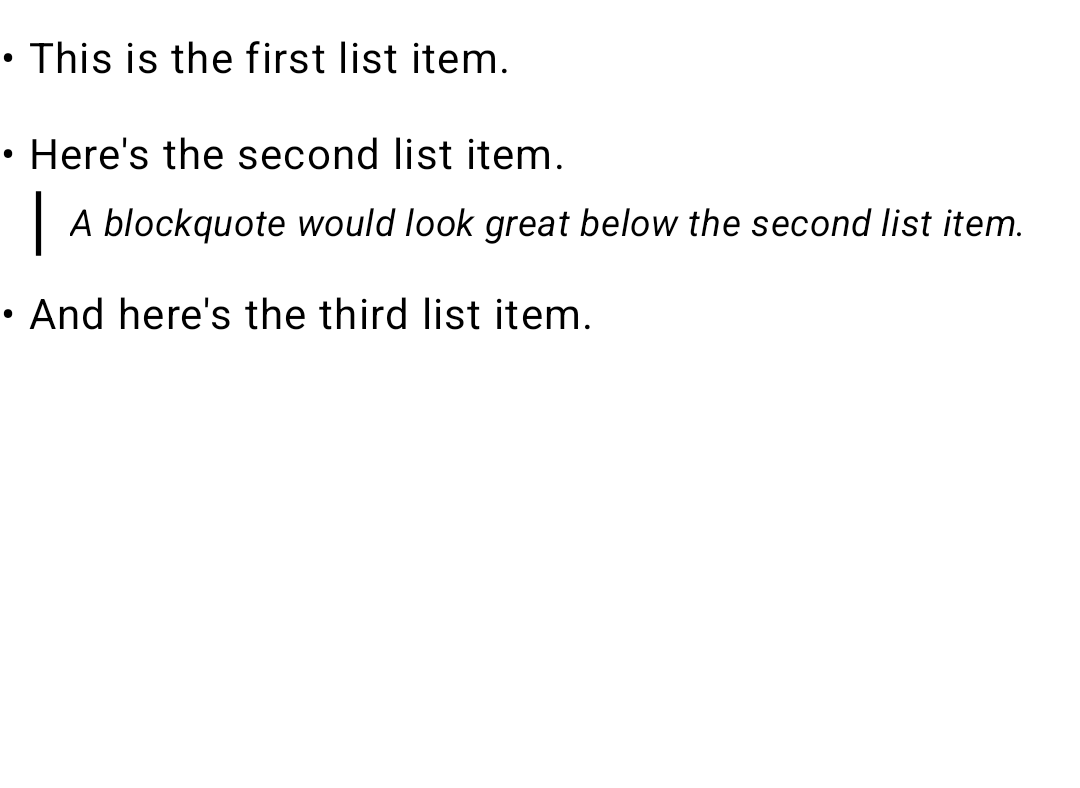 • This is the first list item.
• Here's the second list item.
A blockquote would look great below the second list item.
• And here's the third list item.